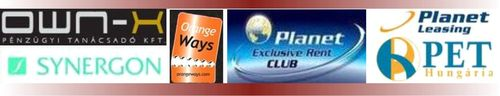 OWN-X
PÉNZÜGYI TANÁCSADÓ KFT
SYNERGON
Orange
Ways
orangeways.com
Planet
Exclusive Rent
CLUB
Planet
Leasing
PET
Hungária